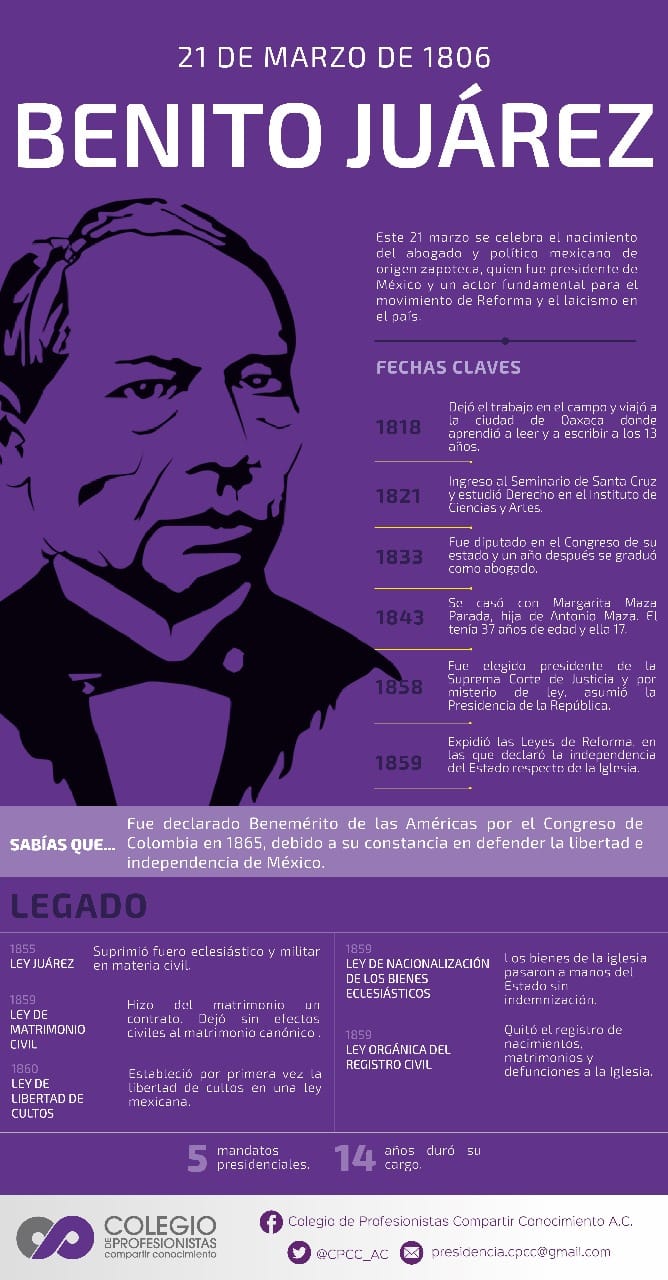 21 DE MARZO DE 1806
BENITO JUÁREZ
Este 21 marzo se celebra el nacimiento
del abogado y político mexicano de
origen zapoteca, quien fue presidente de
México y un actor fundamental para el
movimiento de Reforma y el laicismo en
el país.
FECHAS CLAVES
1818
Dejó el trabajo en el campo y viajó a
la ciudad de Oaxaca donde
aprendió a leer y a escribir a los 13
años.
1821
Ingreso al Seminario de Santa Cruz
y estudió Derecho en el Instituto de
Ciencias y Artes.
1833
Fue diputado en el Congreso de su
estado y un año después se graduó
como abogado.
1843
Se casó con Margarita Maza
Parada, hija de Antonio Maza. El
tenía 37 años de edad y ella 17.
1858
Fue elegido presidente de la
Suprema Corte de Justicia y por
misterio de ley, asumió la
Presidencia de la República.
1859
Expidió las Leyes de Reforma, en
las que declaró la independencia
del Estado respecto de la Iglesia.
SABÍAS QUE...
Fue declarado Benemérito de las Américas por el Congreso de
Colombia en 1865, debido a su constancia en defender la libertad e
independencia de México.
LEGADO
1855
LEY JUÁREZ
Suprimió fuero eclesiástico y militar
en materia civil.
1859
LEY DE
MATRIMONIO
CIVIL
Hizo del matrimonio un
contrato. Dejó sin efectos
civiles al matrimonio canónico .
1860
LEY DE
LIBERTAD DE
CULTOS
Estableció por primera vez la
libertad de cultos en una ley
mexicana.
1859
LEY DE NACIONALIZACIÓN
DE LOS BIENES
ECLESIÁSTICOS
Los bienes de la iglesia
pasaron a manos del
Estado sin
indemnización.
1859
LEY ORGÁNICA DEL
REGISTRO CIVIL
Quitó el registro de
nacimientos,
matrimonios y
defunciones a la Iglesia.
5 mandatos
presidenciales.
14 años duró su
cargo.
COLEGIO
DE PROFESIONISTAS
compartir conocimiento
Colegio de Profesionistas Compartir Conocimiento A.C.
@CPCC_AC
presidencia.cpcc@gmail.com